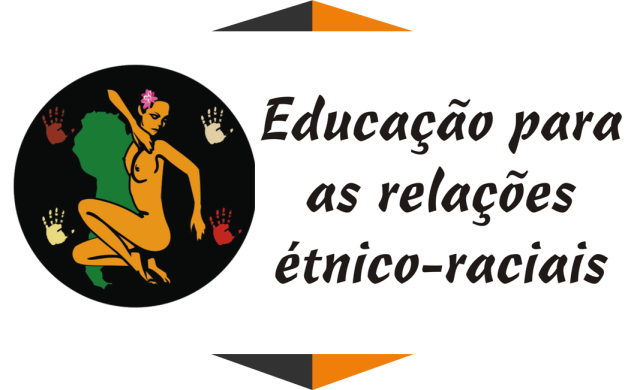 Educação para
as relações
étnico-raciais